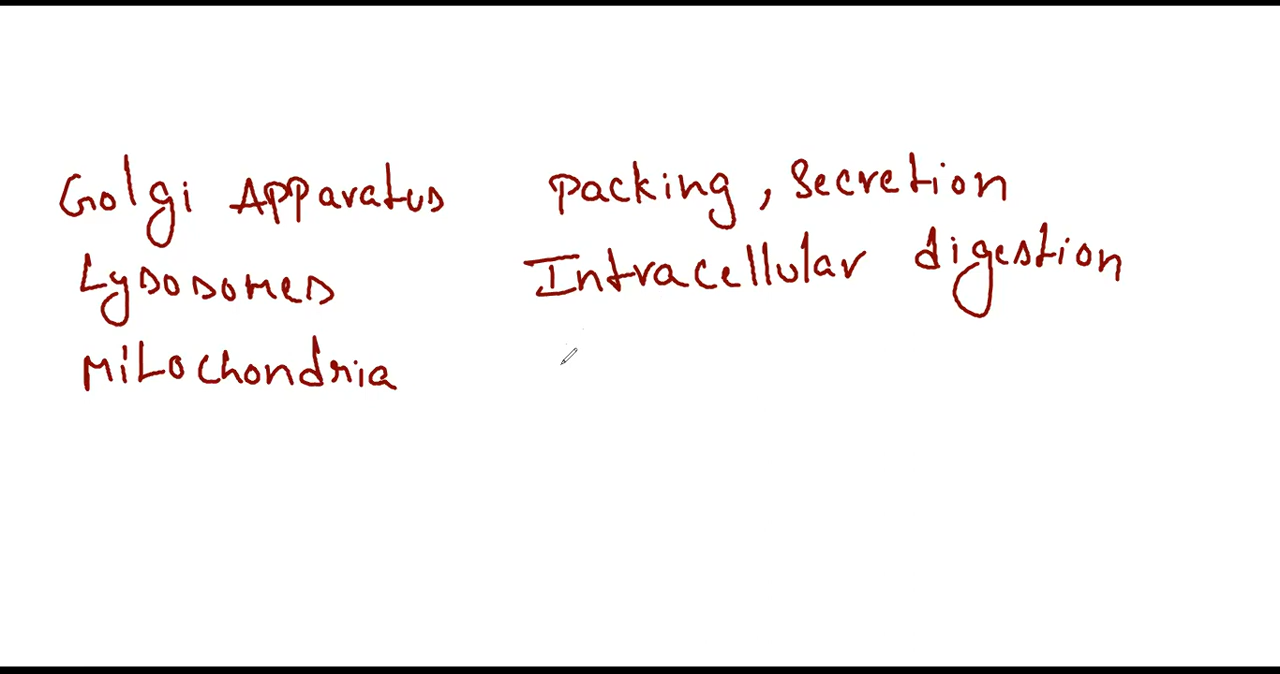 Golgi Apparatus packing, Secretion
Lysosomes Intracellular digestion
Mitochondria